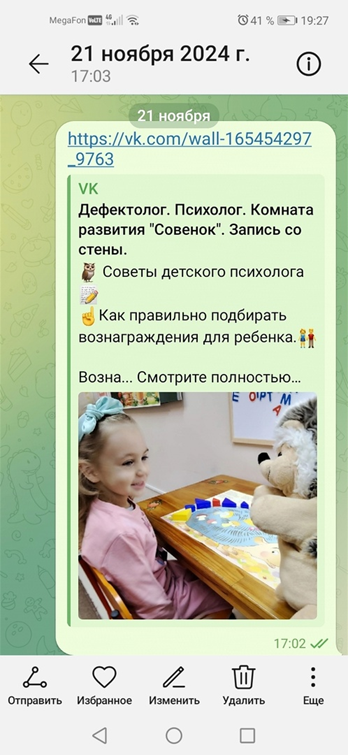 MegaFon VoLTE 4G 41 % 19:27
21 ноября 2024 г.
17:03
21 ноября
https://vk.com/wall-165454297
_9763
VK
Дефектолог. Психолог. Комната
развития "Совенок". Запись со
стены.
🦉 Советы детского психолога
📝
☝Как правильно подбирать
вознаграждения для ребенка.👫
Возна... Смотрите полностью...
Е О Р Т М
А
17:02
Отправить Избранное Изменить Удалить Еще